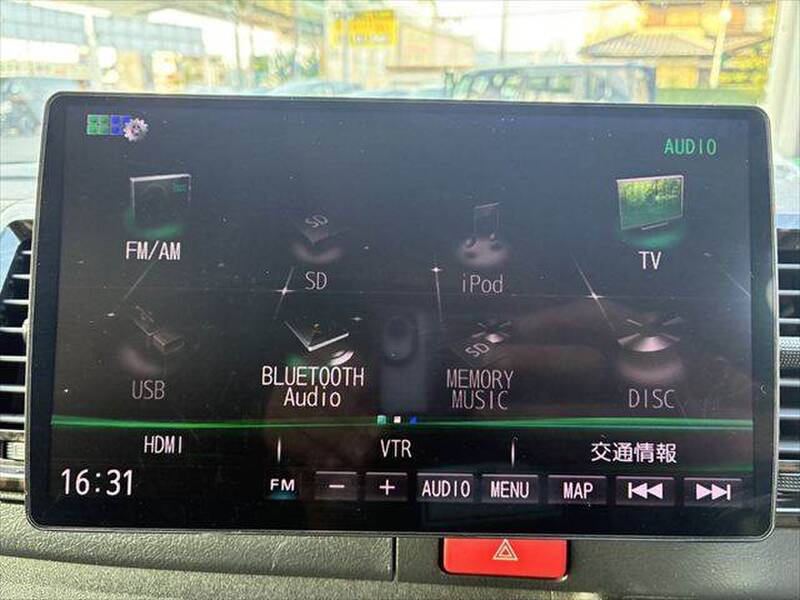 AUDIO
FM/AM
SD
iPod
TV
USB
BLUETOOTH
Audio
MEMORY
MUSIC
DISC
HDMI
VTR
交通情報
16:31
FM
−
+
AUDIO
MENU
MAP